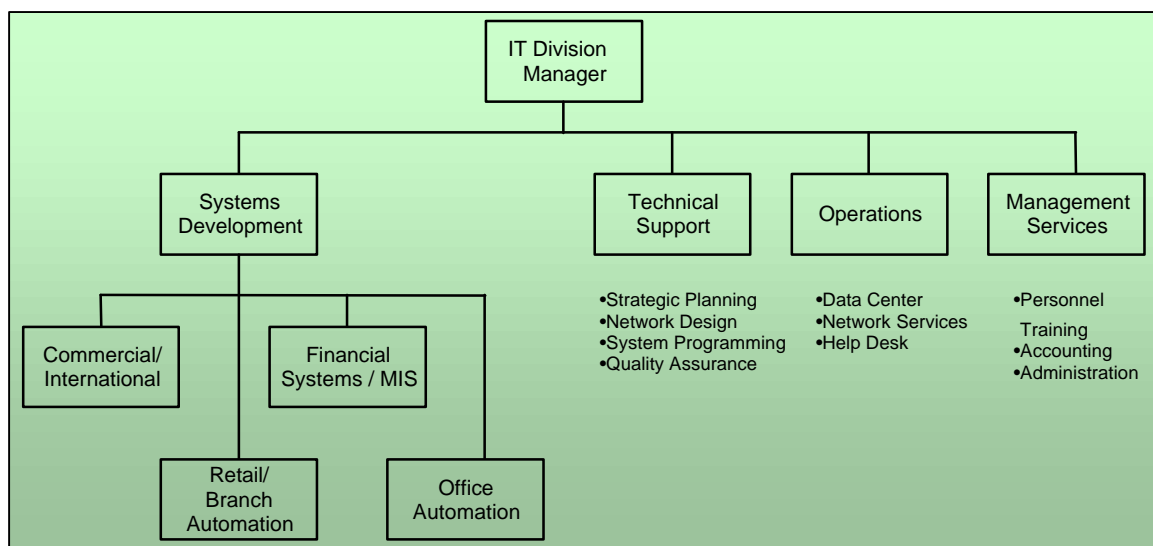 IT Division
Manager
Systems
Development
Technical
Support
Operations
Management
Services
•Strategic Planning
•Network Design
•System Programming
•Quality Assurance
•Data Center
•Network Services
•Help Desk
•Personnel
Training
•Accounting
•Administration
Commercial/
International
Financial
Systems / MIS
Retail/
Branch
Automation
Office
Automation